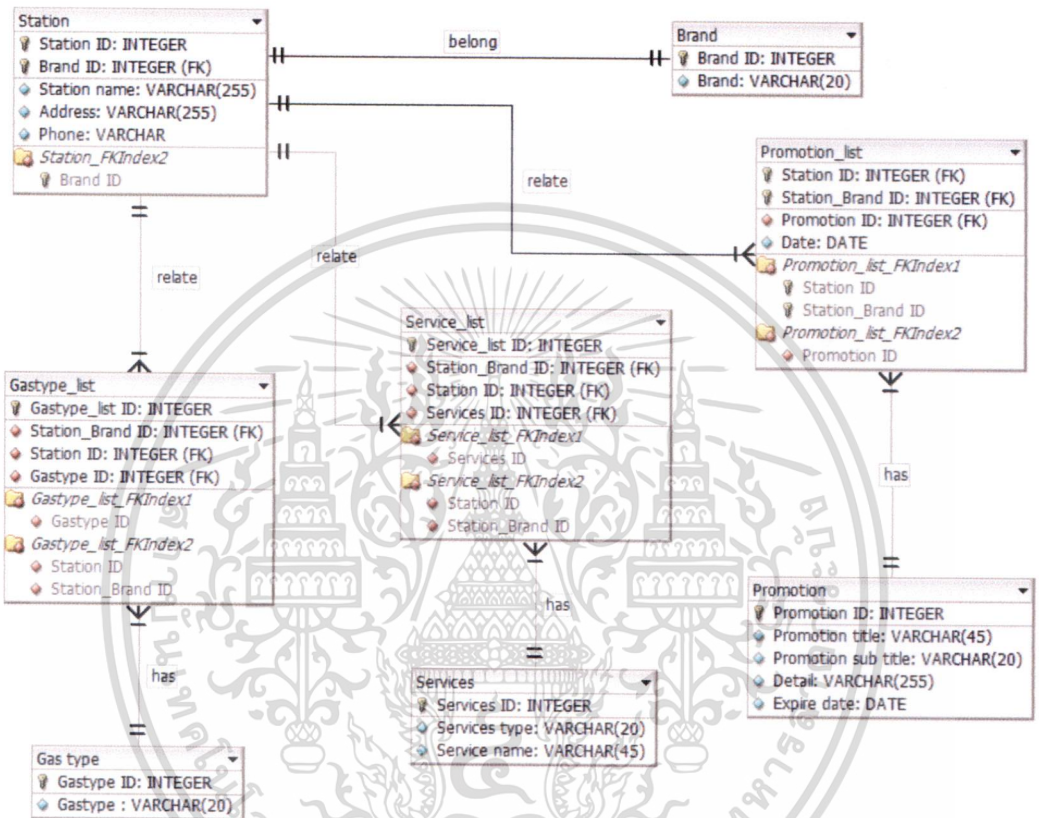 Station
Station ID: INTEGER
Brand ID: INTEGER (FK)
Station name: VARCHAR(255)
Address: VARCHAR(255)
Phone: VARCHAR
Station_FKIndex2
Brand ID
belong
Brand
Brand ID: INTEGER
Brand: VARCHAR(20)
relate
relate
relate
Promotion_list
Station ID: INTEGER (FK)
Station_Brand ID: INTEGER (FK)
Promotion ID: INTEGER (FK)
Date: DATE
Promotion_list_FKIndex1
Station ID
Station_Brand ID
Promotion_list_FKIndex2
Promotion ID
Service_list
Service_list ID: INTEGER
Station_Brand ID: INTEGER (FK)
Station ID: INTEGER (FK)
Services ID: INTEGER (FK)
Service_list_FKIndex1
Services ID
Service_list_FKIndex2
Station ID
Station_Brand ID
Gastype_list
Gastype_list ID: INTEGER
Station_Brand ID: INTEGER (FK)
Station ID: INTEGER (FK)
Gastype ID: INTEGER (FK)
Gastype_list_FKIndex1
Gastype ID
Gastype_list_FKIndex2
Station ID
Station_Brand ID
has
has
has
Promotion
Promotion ID: INTEGER
Promotion title: VARCHAR(45)
Promotion sub title: VARCHAR(20)
Detail: VARCHAR(255)
Expire date: DATE
Services
Services ID: INTEGER
Services type: VARCHAR(20)
Service name: VARCHAR(45)
Gas type
Gastype ID: INTEGER
Gastype : VARCHAR(20)